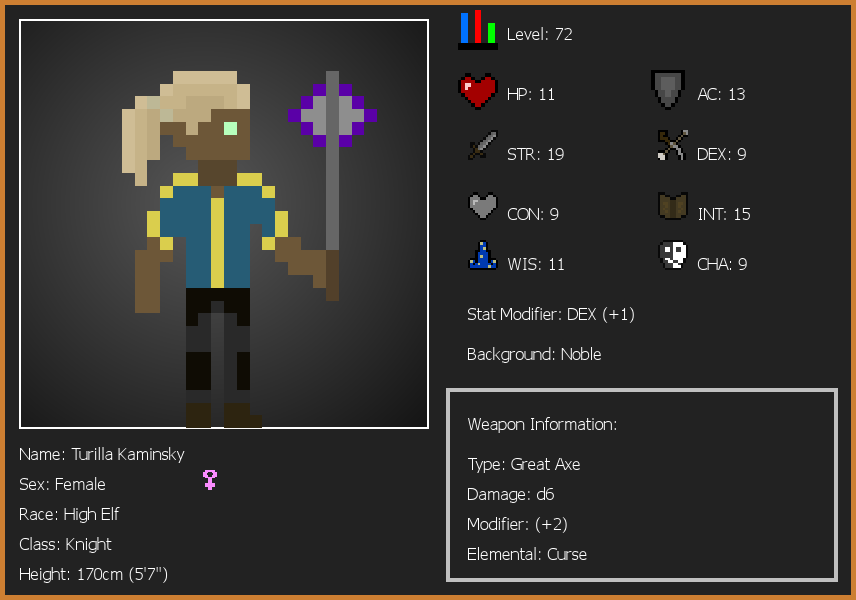 Level: 72
HP: 11
AC: 13
STR: 19
DEX: 9
CON: 9
INT: 15
WIS: 11
CHA: 9
Stat Modifier: DEX (+1)
Background: Noble
Weapon Information:
Type: Great Axe
Damage: d6
Modifier: (+2)
Elemental: Curse
Name: Turilla Kaminsky
Sex: Female
Race: High Elf
Class: Knight
Height: 170cm (5'7")